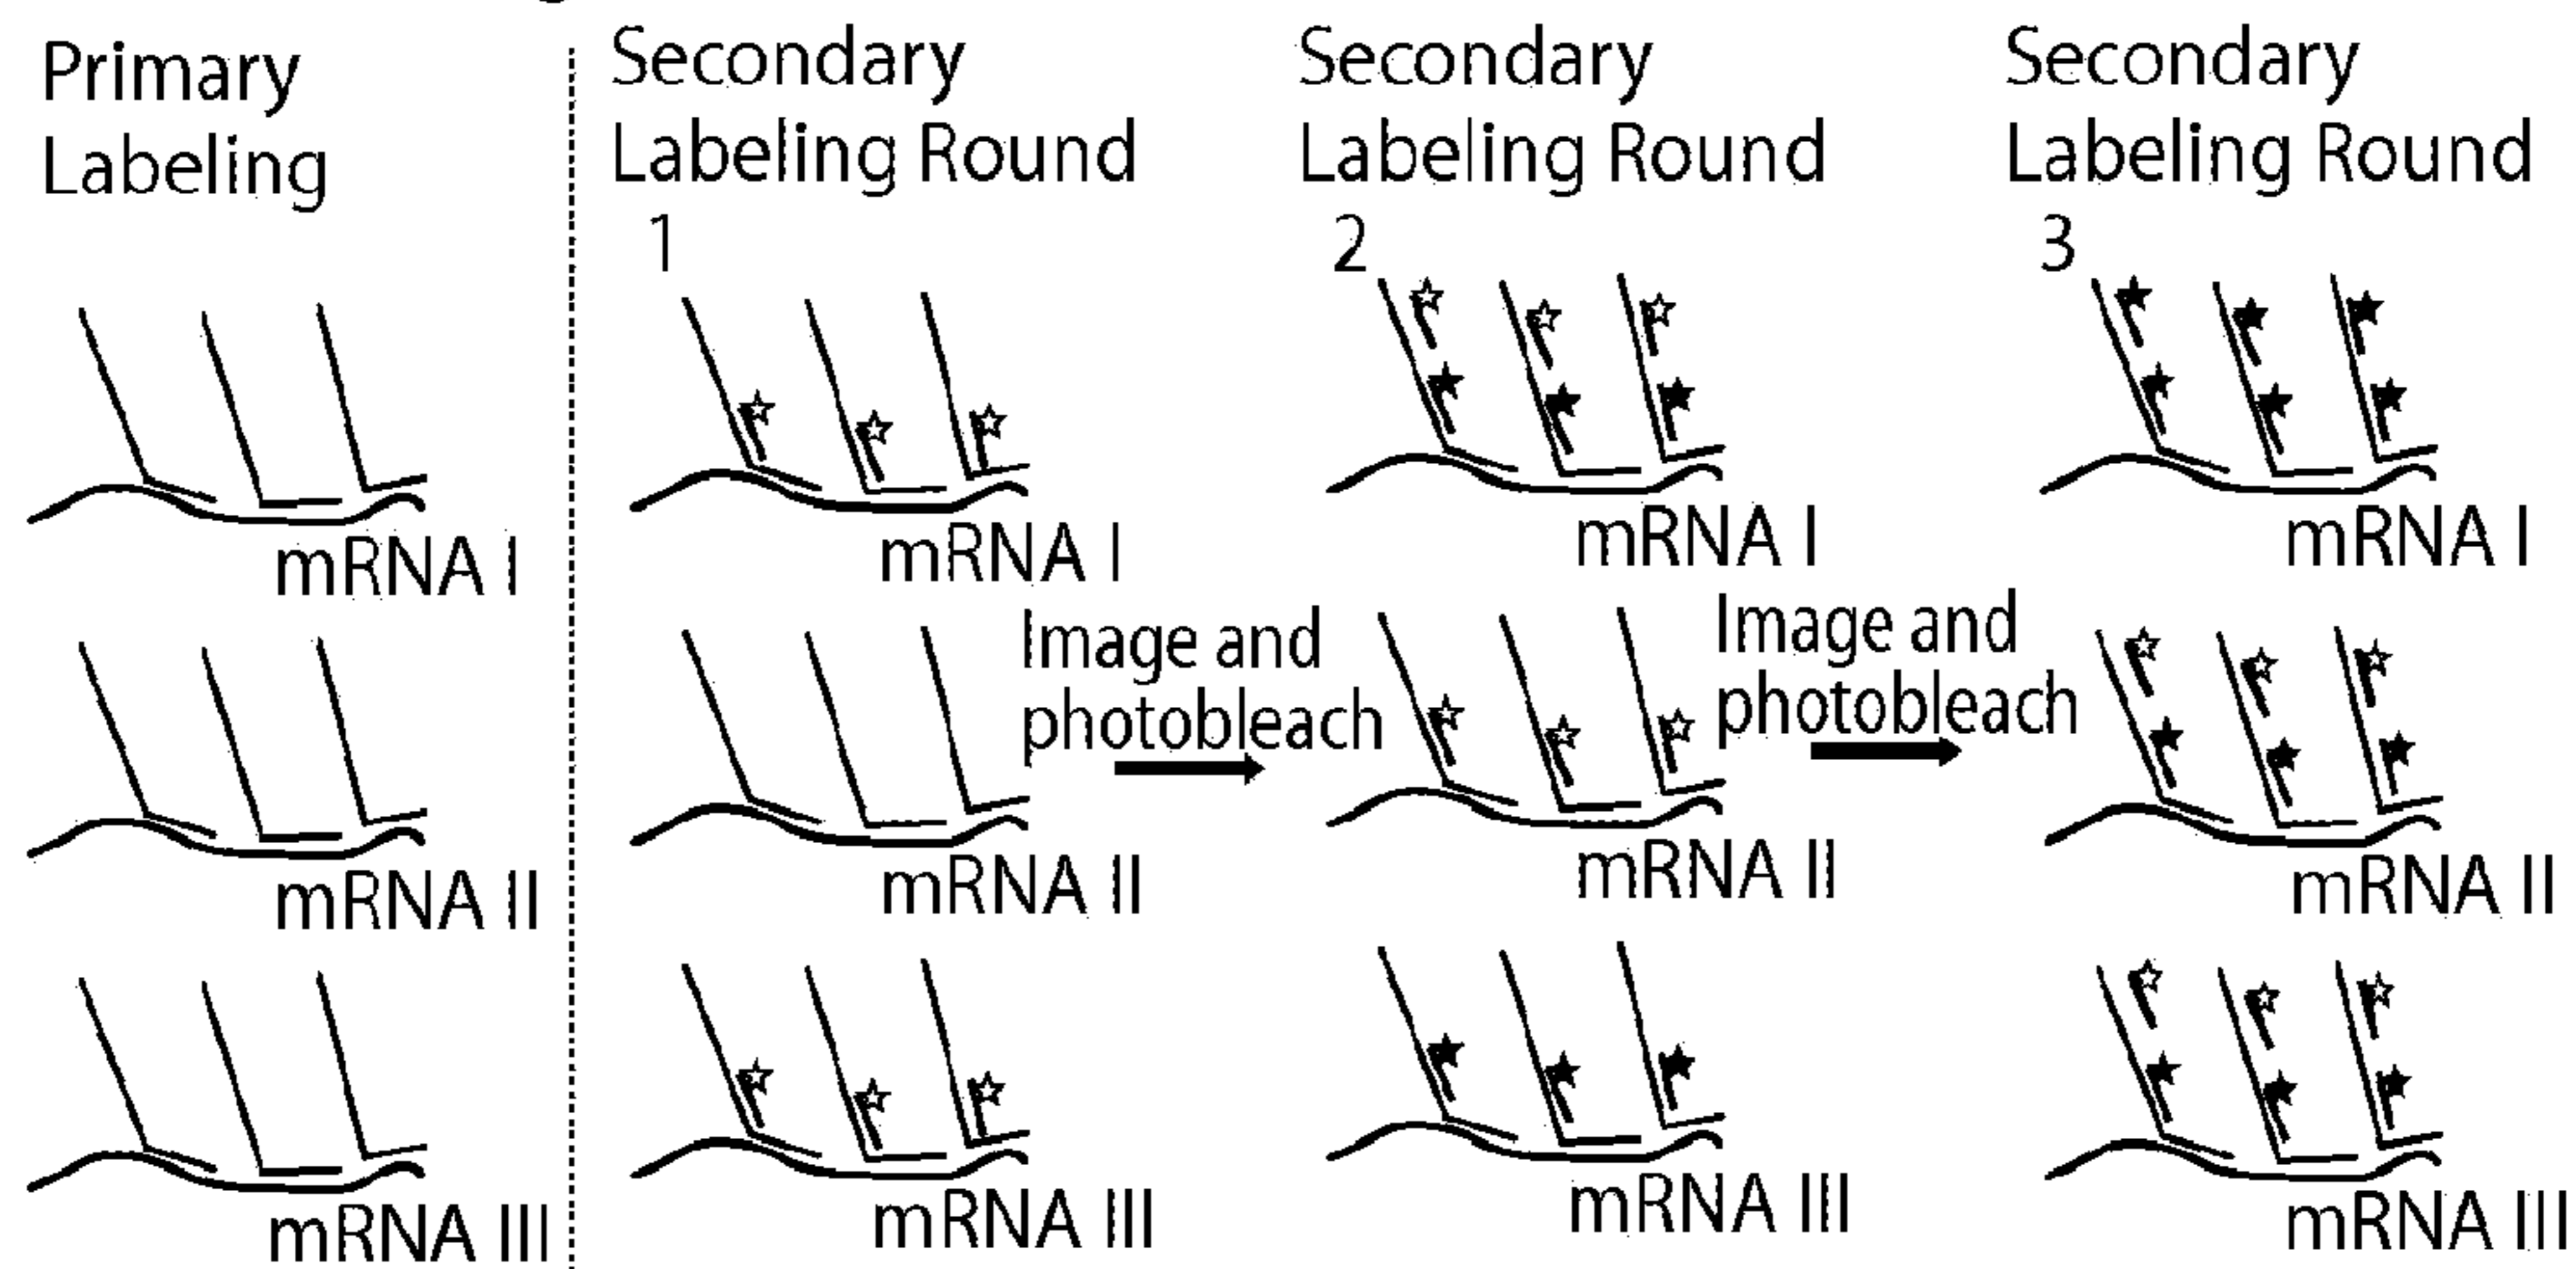 Primary
Labeling
Secondary
Labeling Round
1
Secondary
Labeling Round
2
Secondary
Labeling Round
3
mRNA I
mRNA I
mRNA I
mRNA I
Image and
photobleach
Image and
photobleach
mRNA II
mRNA II
mRNA II
mRNA II
mRNA III
mRNA III
mRNA III
mRNA III